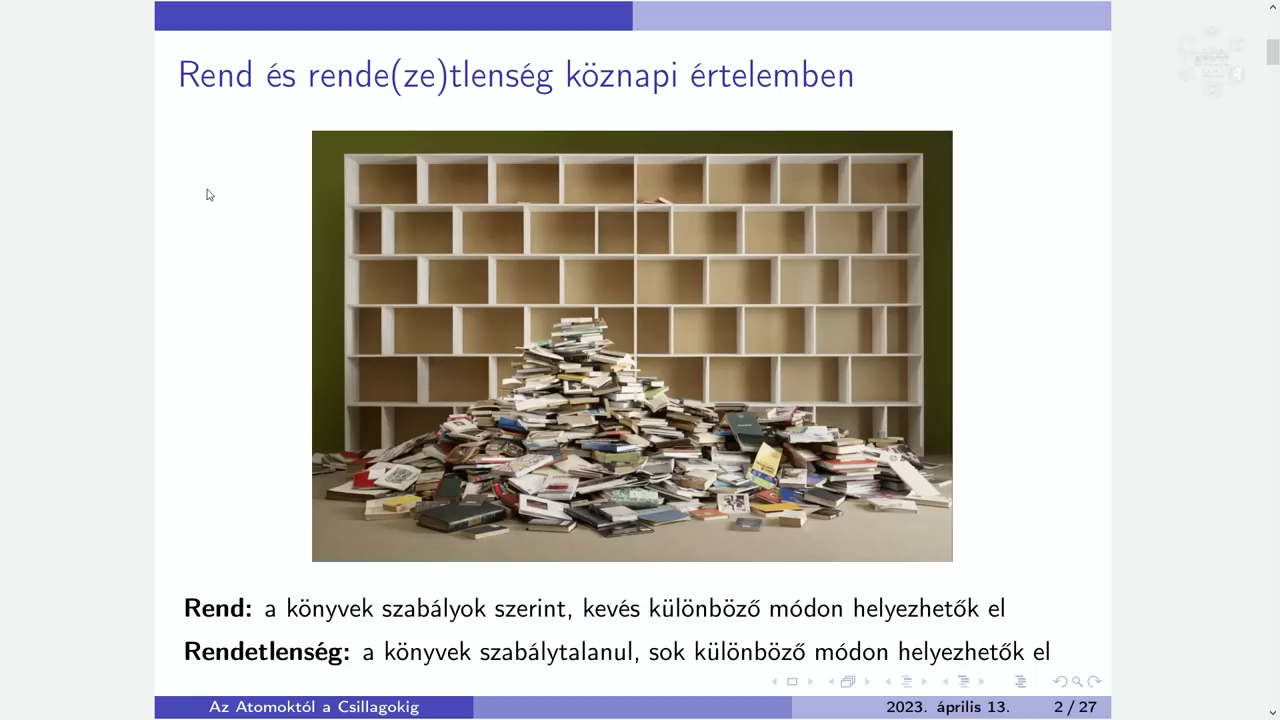 Rend és rende(ze)tlenség köznapi értelemben
Rend: a könyvek szabályok szerint, kevés különböző módon helyezhetők el
Rendetlenség: a könyvek szabálytalanul, sok különböző módon helyezhetők el
Az Atomoktól a Csillagokig
2023. április 13.
2 / 27